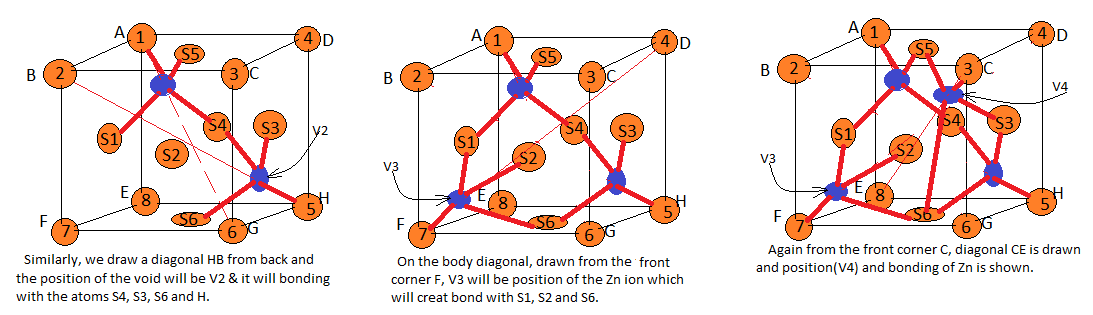 A 1 S5 4 D
B 2 3 C
S1 S2 S4 S3 V2
E 8 H
F 7 S6 6 G 5
Similarly, we draw a diagonal HB from back and
the position of the void will be V2 & it will bonding
with the atoms S4, S3, S6 and H.
A 1 S5 4 D
B 2 3 C
S1 S2 S4 S3
V3 E 8 H
F 7 S6 6 G 5
On the body diagonal, drawn from the front
corner F, V3 will be position of the Zn ion which
will creat bond with S1, S2 and S6.
A 1 S5 4 D
B 2 3 C V4
S1 S2 S4 S3
V3 E 8 H
F 7 S6 6 G 5
Again from the front corner C, diagonal CE is drawn
and position(V4) and bonding of Zn is shown.